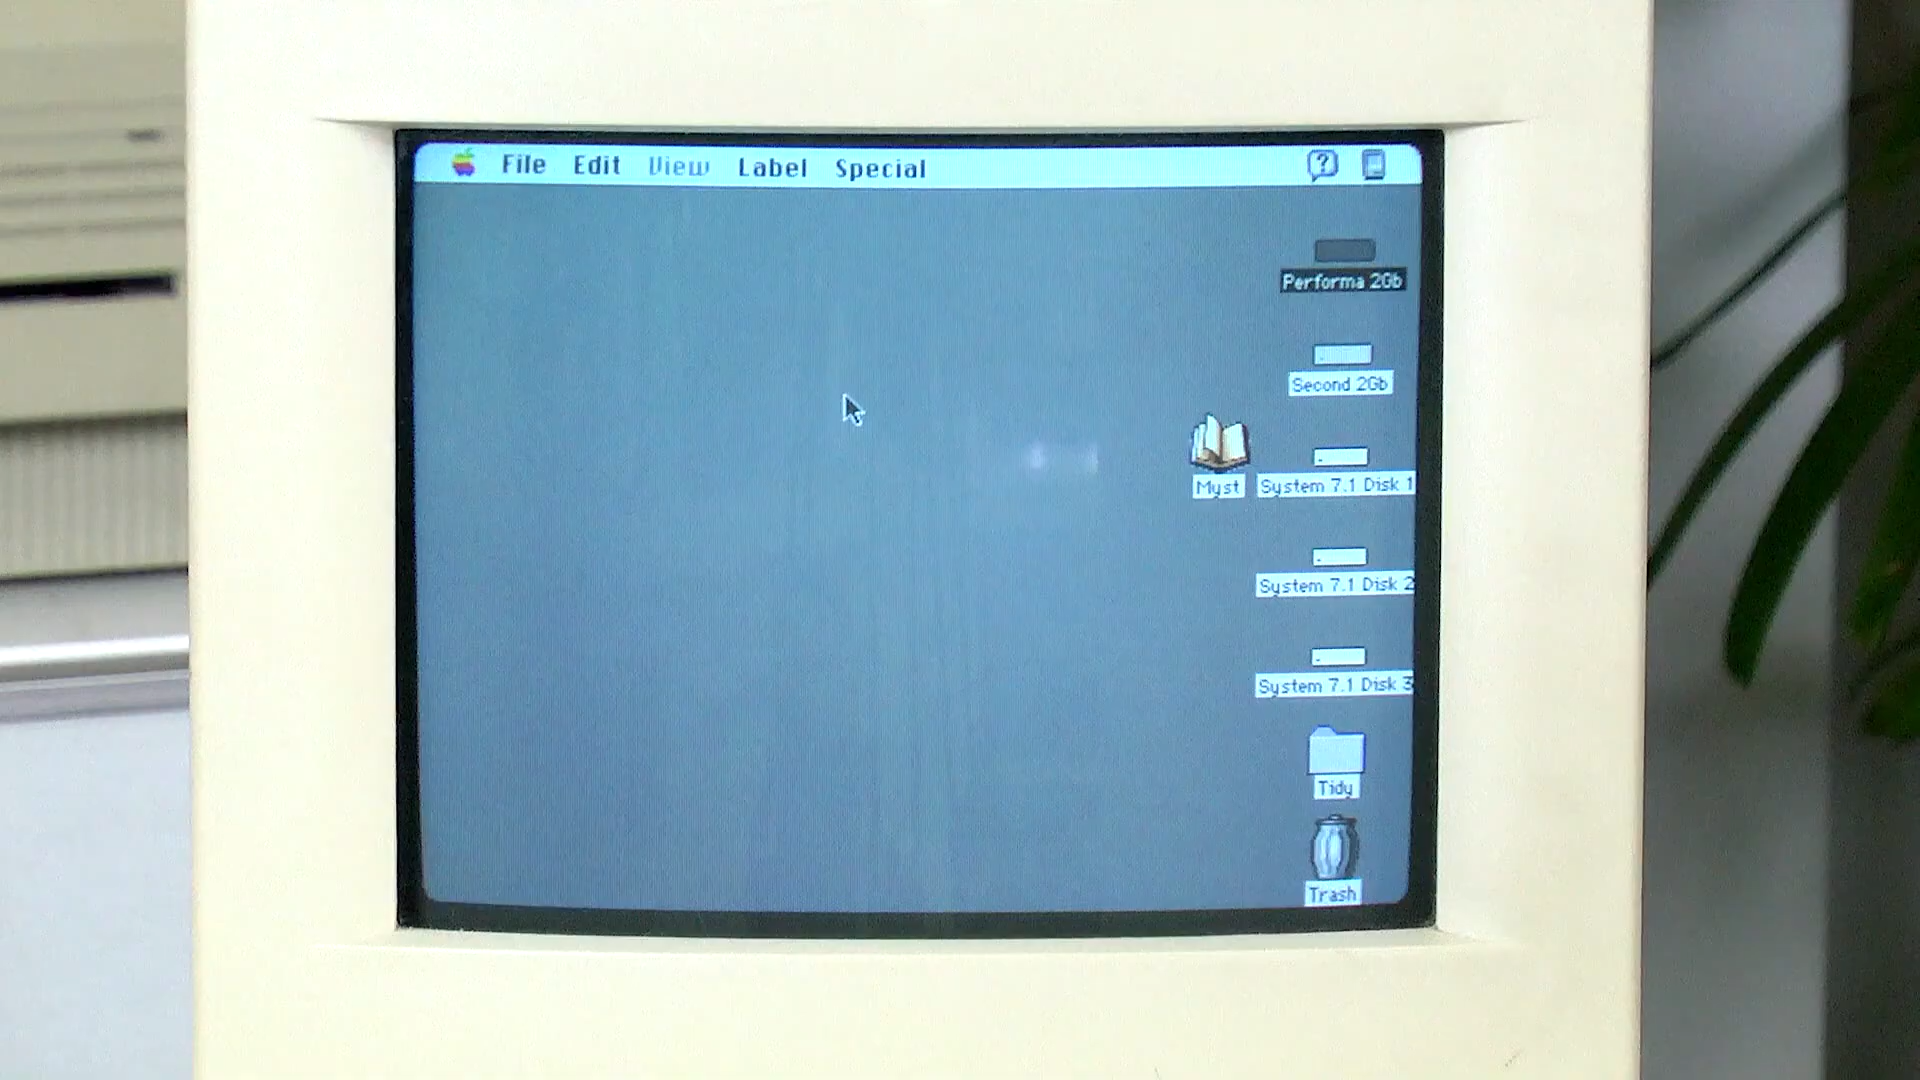 File Edit View Label Special
Performa 2Gb
Second 2Gb
Myst
System 7.1 Disk 1
System 7.1 Disk 2
System 7.1 Disk 3
Tidy
Trash